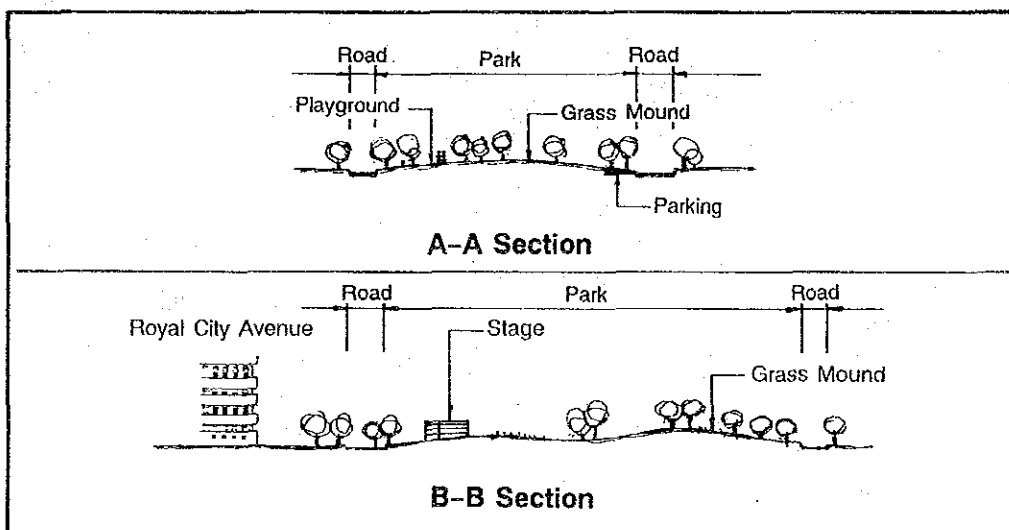 Road
Park
Road
Playground
Grass Mound
Parking
A–A Section
Road
Park
Road
Royal City Avenue
Stage
Grass Mound
B–B Section